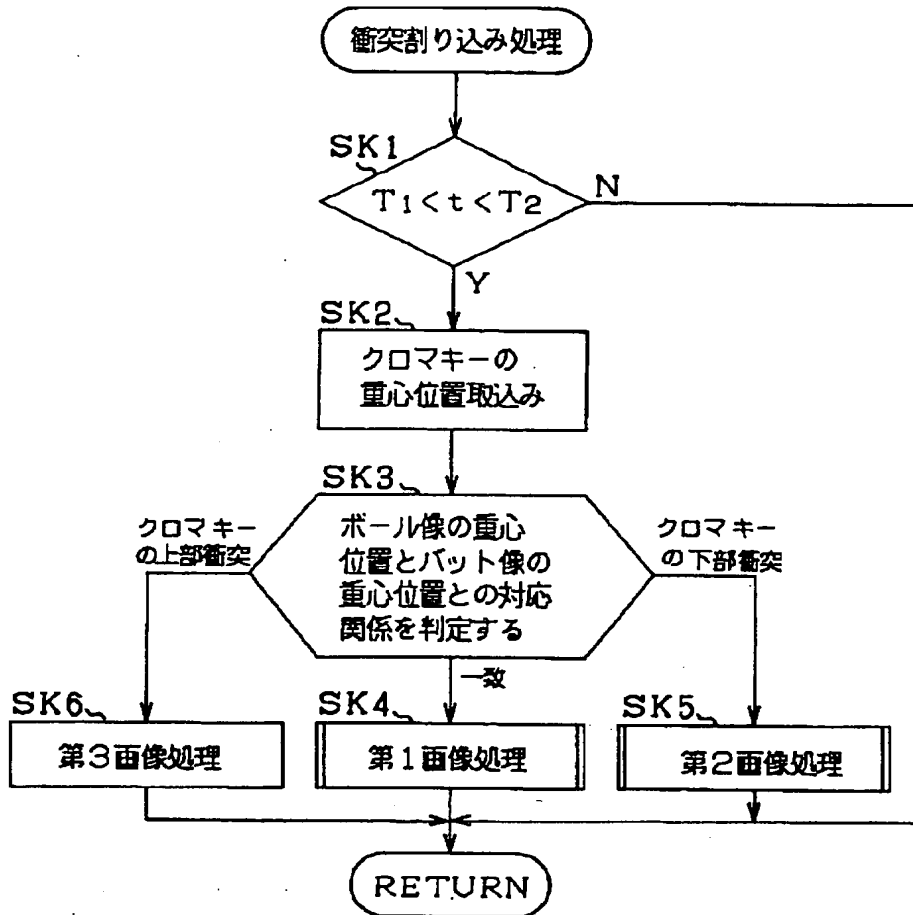 衝突割り込み処理
SK1
T1<t<T2
N
Y
SK2
クロマキーの
重心位置取込み
SK3
ボール像の重心
位置とバット像の
重心位置との対応
関係を判定する
クロマキー
の上部衝突
クロマキー
の下部衝突
一致
SK6
第3画像処理
SK4
第1画像処理
SK5
第2画像処理
RETURN